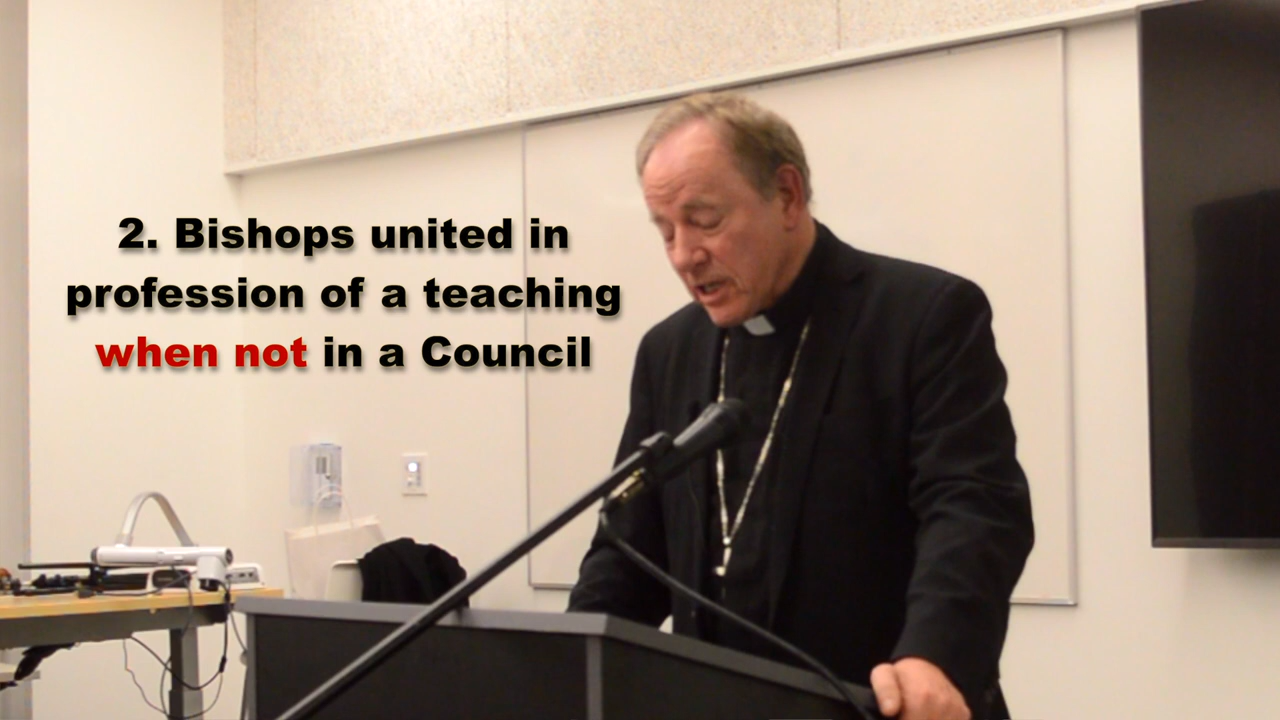 2. Bishops united in
profession of a teaching
when not in a Council